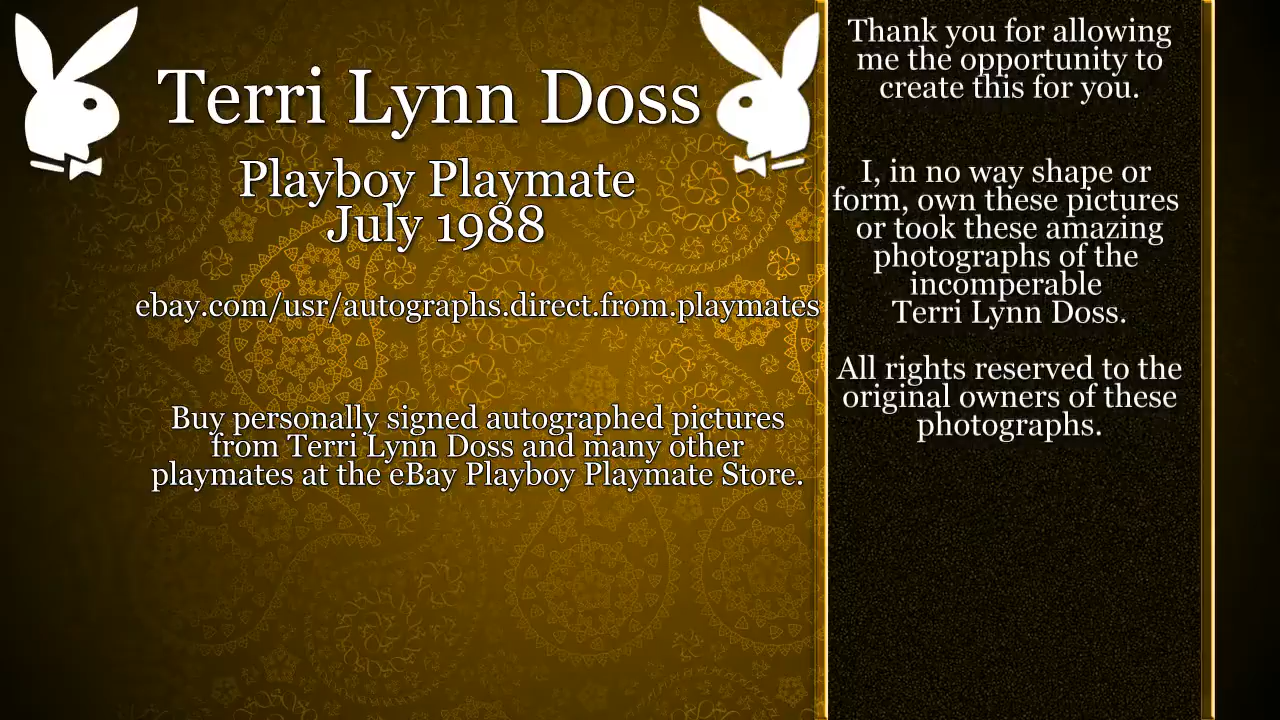 Terri Lynn Doss
Playboy Playmate
July 1988
ebay.com/usr/autographs.direct.from.playmates
Buy personally signed autographed pictures
from Terri Lynn Doss and many other
playmates at the eBay Playboy Playmate Store.
Thank you for allowing
me the opportunity to
create this for you.
I, in no way shape or
form, own these pictures
or took these amazing
photographs of the
incomperable
Terri Lynn Doss.
All rights reserved to the
original owners of these
photographs.